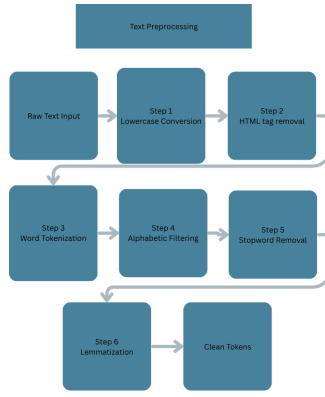 Text Preprocessing
Raw Text Input
Step 1
Lowercase Conversion
Step 2
HTML tag removal
Step 3
Word Tokenization
Step 4
Alphabetic Filtering
Step 5
Stopword Removal
Step 6
Lemmatization
Clean Tokens